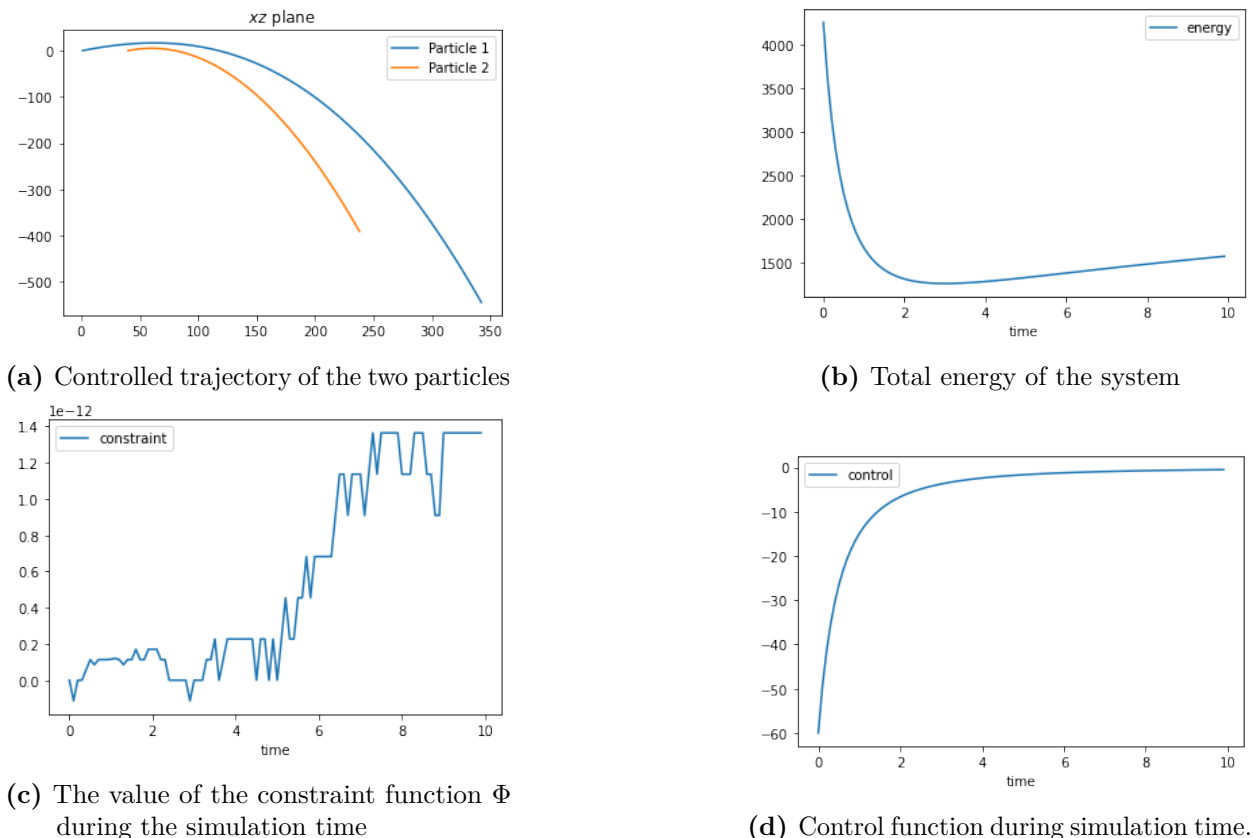 xz plane
Particle 1
Particle 2
0
−100
−200
−300
−400
−500
0 50 100 150 200 250 300 350
(a) Controlled trajectory of the two particles
energy
4000
3500
3000
2500
2000
1500
0 2 4 6 8 10
time
(b) Total energy of the system
1e−12
constraint
1.4
1.2
1.0
0.8
0.6
0.4
0.2
0.0
0 2 4 6 8 10
time
(c) The value of the constraint function Φ
during the simulation time
control
0
−10
−20
−30
−40
−50
−60
0 2 4 6 8 10
time
(d) Control function during simulation time.